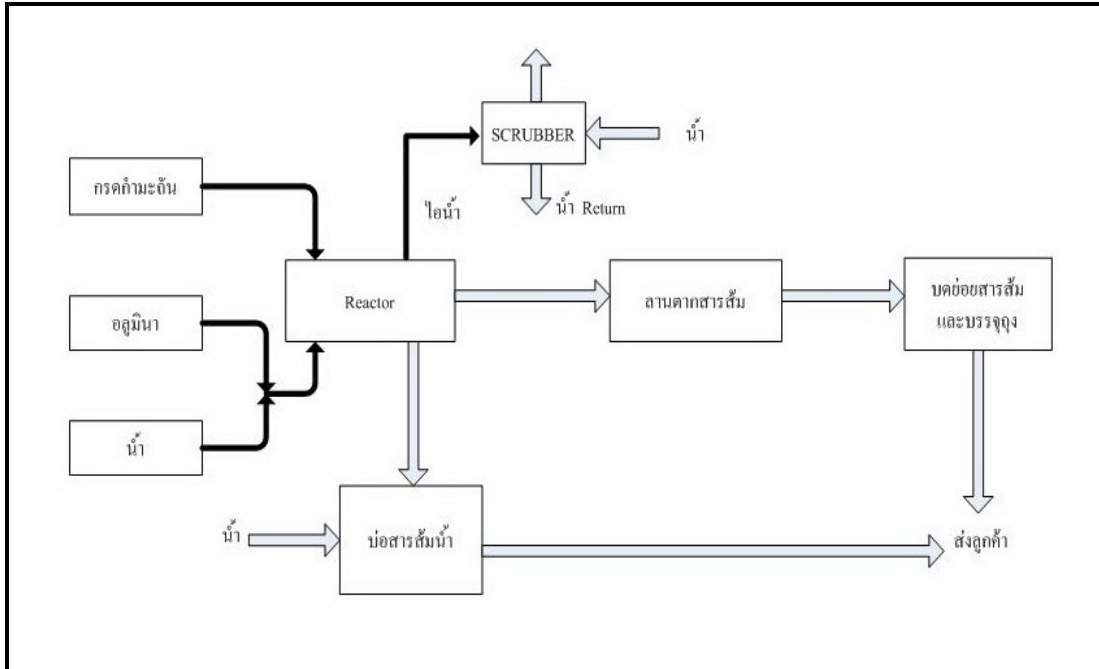 SCRUBBER
น้ำ
กรดกำมะถัน
ไอน้ำ
น้ำ Return
Reactor
ลานตากสารส้ม
บดย่อยสารส้ม
และบรรจุถุง
อลูมินา
น้ำ
น้ำ
บ่อสารส้มน้ำ
ส่งลูกค้า